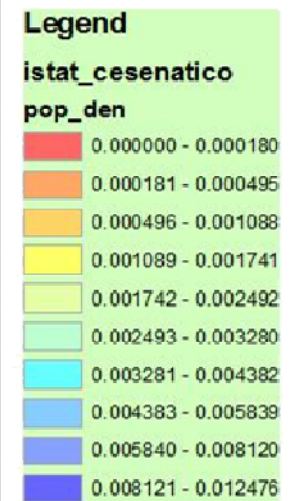 Legend
istat_cesenatico
pop_den
0.000000 - 0.000180
0.000181 - 0.000495
0.000496 - 0.001088
0.001089 - 0.001741
0.001742 - 0.002492
0.002493 - 0.003280
0.003281 - 0.004382
0.004383 - 0.005839
0.005840 - 0.008120
0.008121 - 0.012476